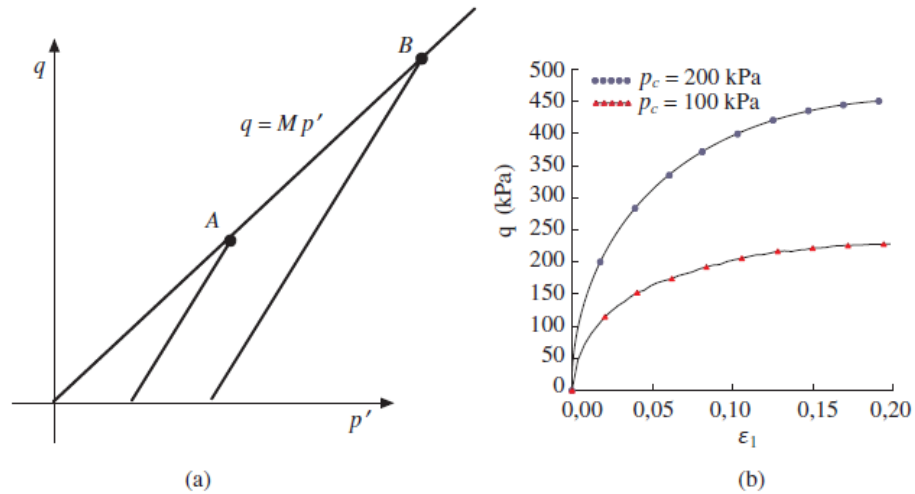 q
B
q = M p′
A
p′
(a)
p_c = 200 kPa
p_c = 100 kPa
500
450
400
350
300
250
200
150
100
50
0
q (kPa)
0,00 0,05 0,10 0,15 0,20
ε₁
(b)